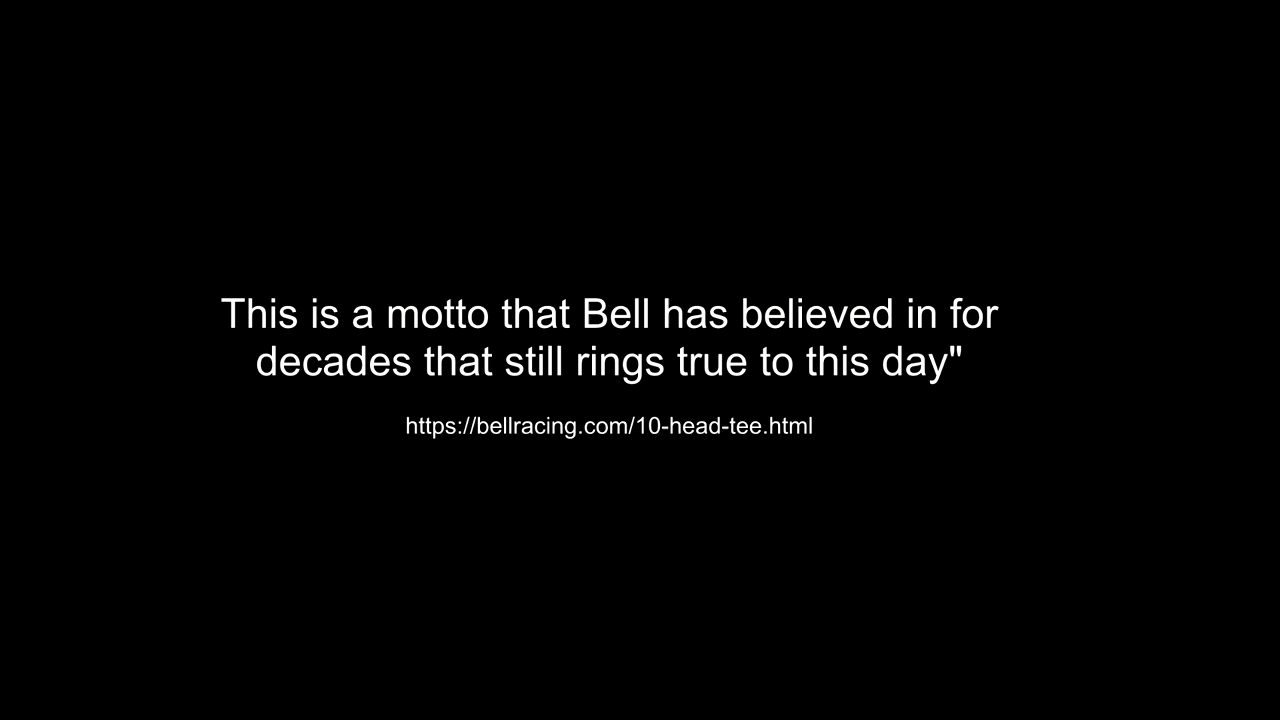 This is a motto that Bell has believed in for
decades that still rings true to this day"
https://bellracing.com/10-head-tee.html